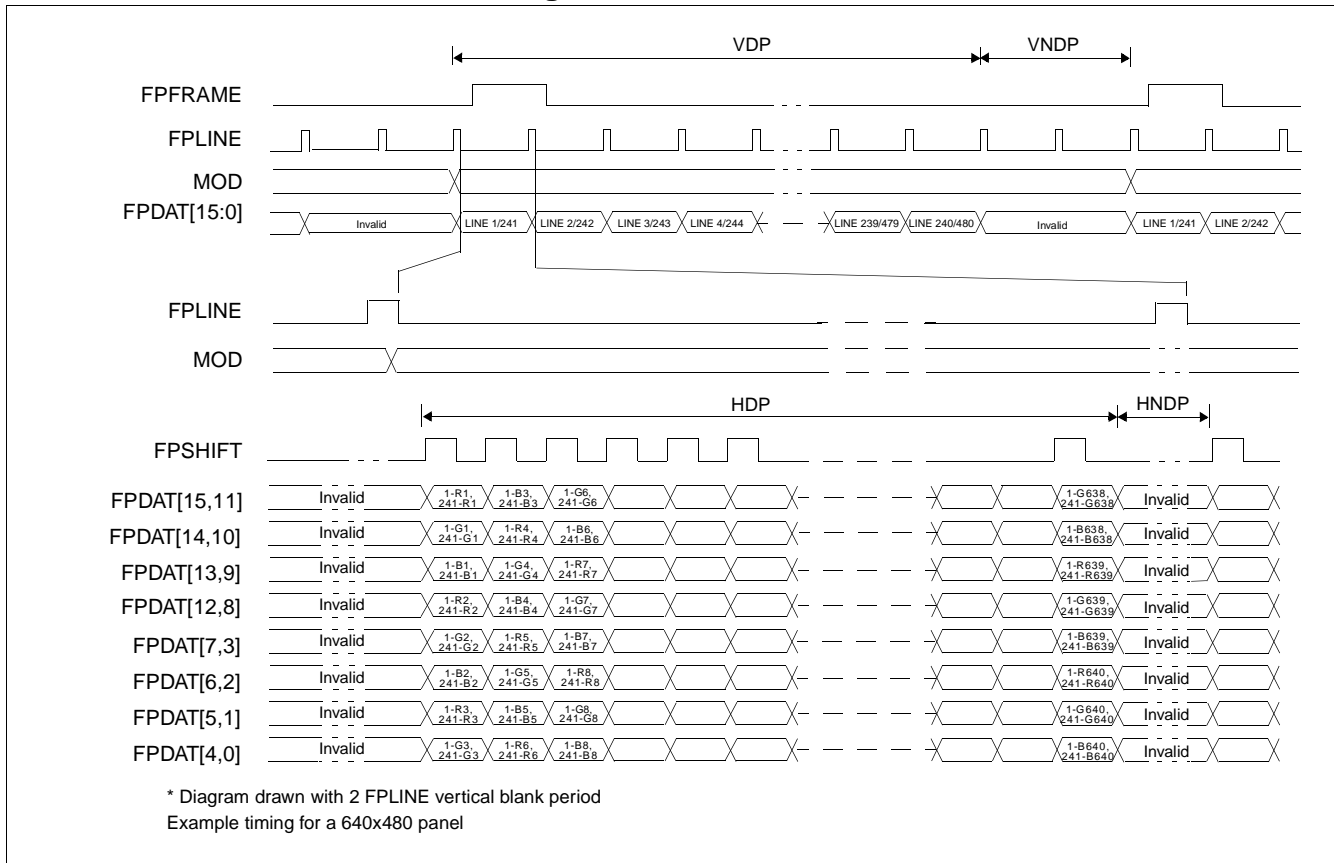 VDP VNDP
FPFRAME
FPLINE
MOD
FPDAT[15:0] Invalid LINE 1/241 LINE 2/242 LINE 3/243 LINE 4/244 LINE 239/479 LINE 240/480 Invalid LINE 1/241 LINE 2/242
FPLINE
MOD
HDP HNDP
FPSHIFT
FPDAT[15,11] Invalid 1-R1, 241-R1 1-B3, 241-B3 1-G6, 241-G6 1-G638, 241-G638 Invalid
FPDAT[14,10] Invalid 1-G1, 241-G1 1-R4, 241-R4 1-B6, 241-B6 1-B638, 241-B638 Invalid
FPDAT[13,9] Invalid 1-B1, 241-B1 1-G4, 241-G4 1-R7, 241-R7 1-R639, 241-R639 Invalid
FPDAT[12,8] Invalid 1-R2, 241-R2 1-B4, 241-B4 1-G7, 241-G7 1-G639, 241-G639 Invalid
FPDAT[7,3] Invalid 1-G2, 241-G2 1-R5, 241-R5 1-B7, 241-B7 1-B639, 241-B639 Invalid
FPDAT[6,2] Invalid 1-B2, 241-B2 1-G5, 241-G5 1-R8, 241-R8 1-R640, 241-R640 Invalid
FPDAT[5,1] Invalid 1-R3, 241-R3 1-B5, 241-B5 1-G8, 241-G8 1-G640, 241-G640 Invalid
FPDAT[4,0] Invalid 1-G3, 241-G3 1-R6, 241-R6 1-B8, 241-B8 1-B640, 241-B640 Invalid
* Diagram drawn with 2 FPLINE vertical blank period
Example timing for a 640x480 panel